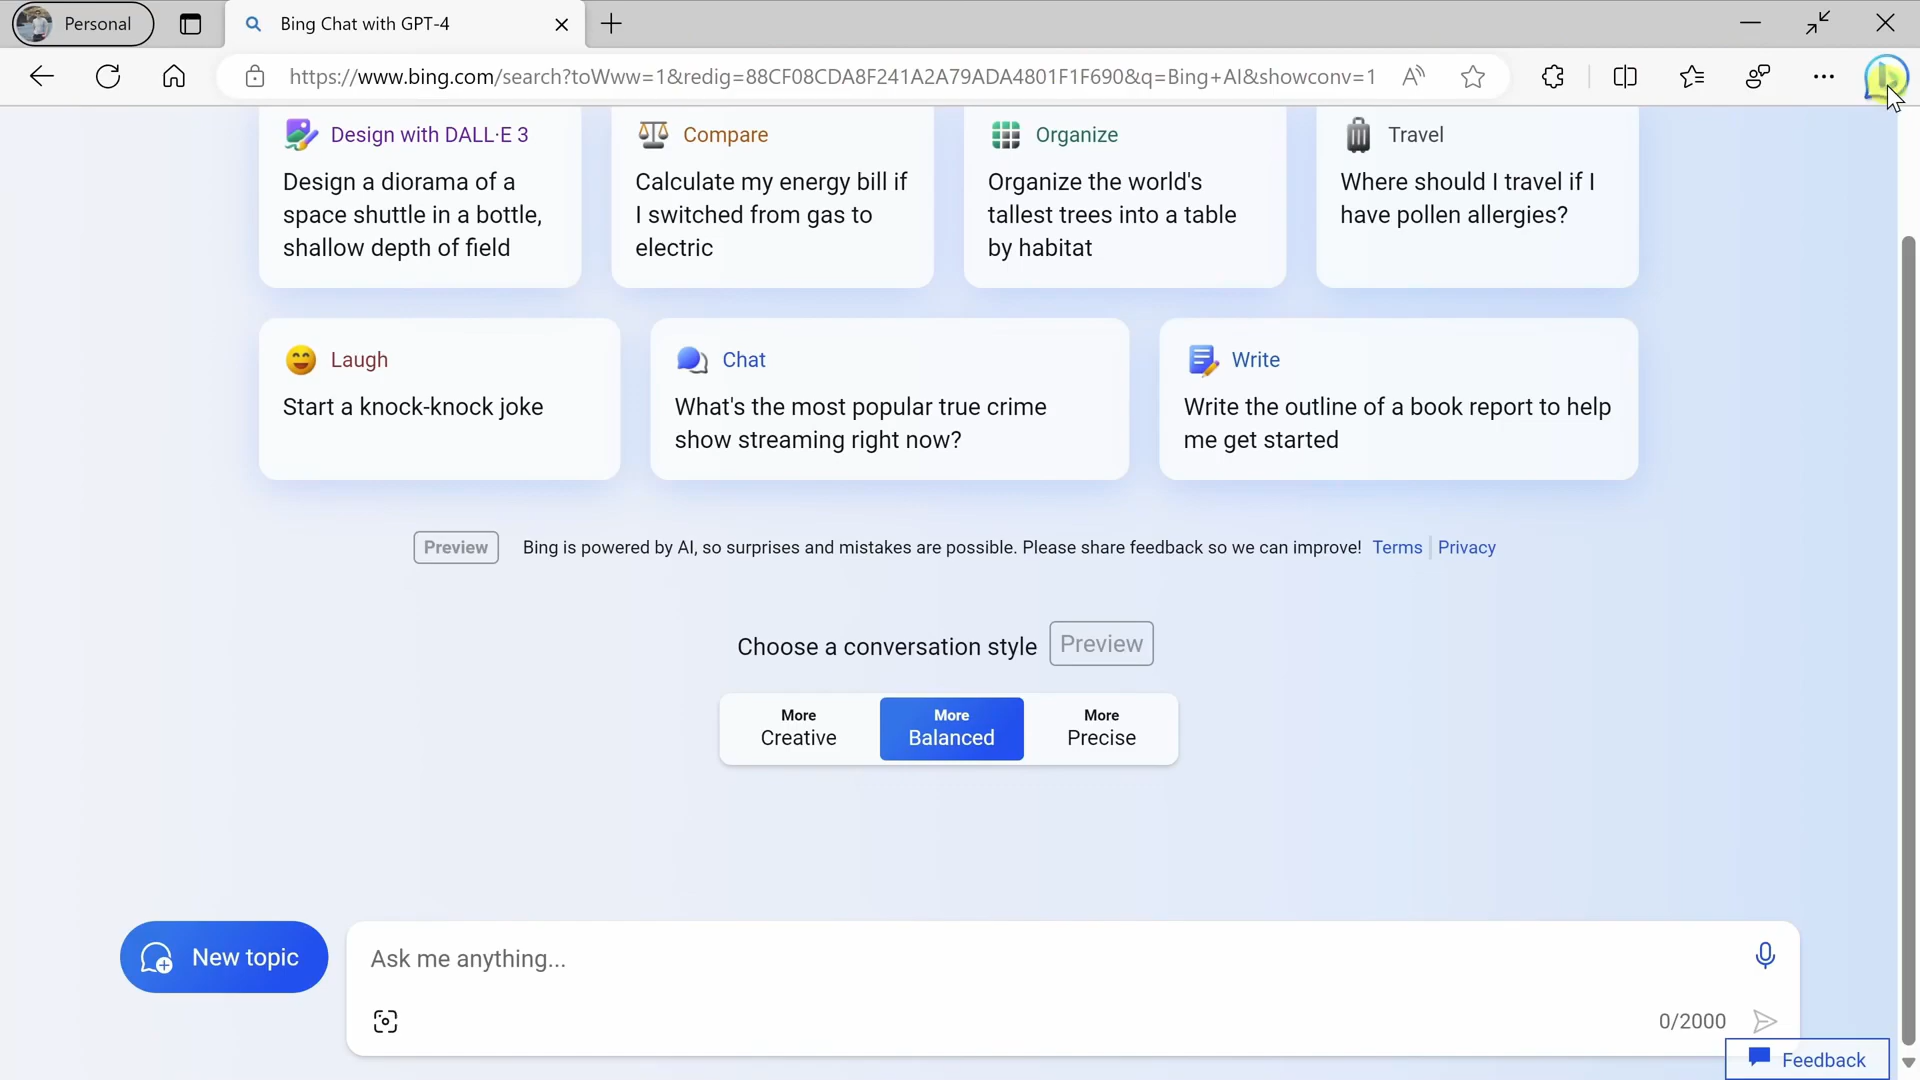 Personal
Bing Chat with GPT-4
https://www.bing.com/search?toWww=1&redig=88CF08CDA8F241A2A79ADA4801F1F690&q=Bing+AI&showconv=1
Design with DALL·E 3
Design a diorama of a
space shuttle in a bottle,
shallow depth of field
Compare
Calculate my energy bill if
I switched from gas to
electric
Organize
Organize the world's
tallest trees into a table
by habitat
Travel
Where should I travel if I
have pollen allergies?
Laugh
Start a knock-knock joke
Chat
What's the most popular true crime
show streaming right now?
Write
Write the outline of a book report to help
me get started
Preview
Bing is powered by AI, so surprises and mistakes are possible. Please share feedback so we can improve! Terms | Privacy
Choose a conversation style Preview
More
Creative
More
Balanced
More
Precise
New topic
Ask me anything...
0/2000
Feedback